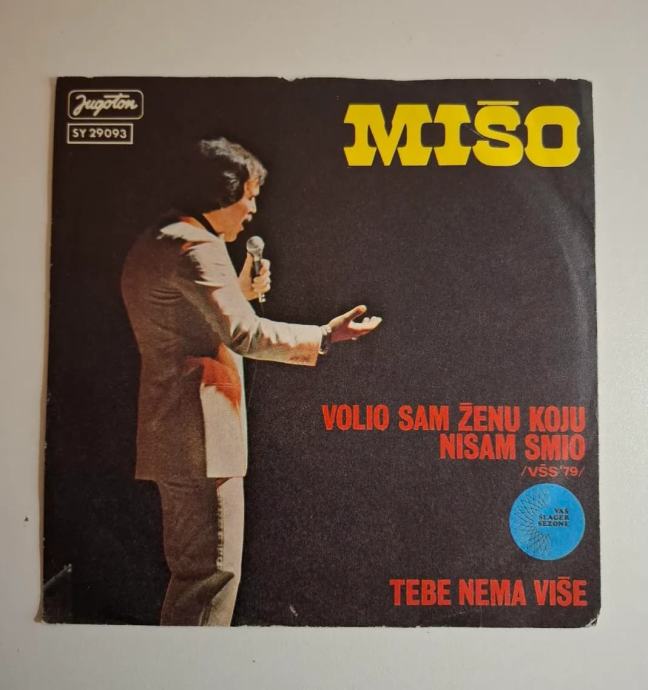 Jugoton
SY 29093
MIŠO
VOLIO SAM ŽENU KOJU
NISAM SMIO
/VŠS'79/
VAŠ
ŠLAGER
SEZONE
TEBE NEMA VIŠE